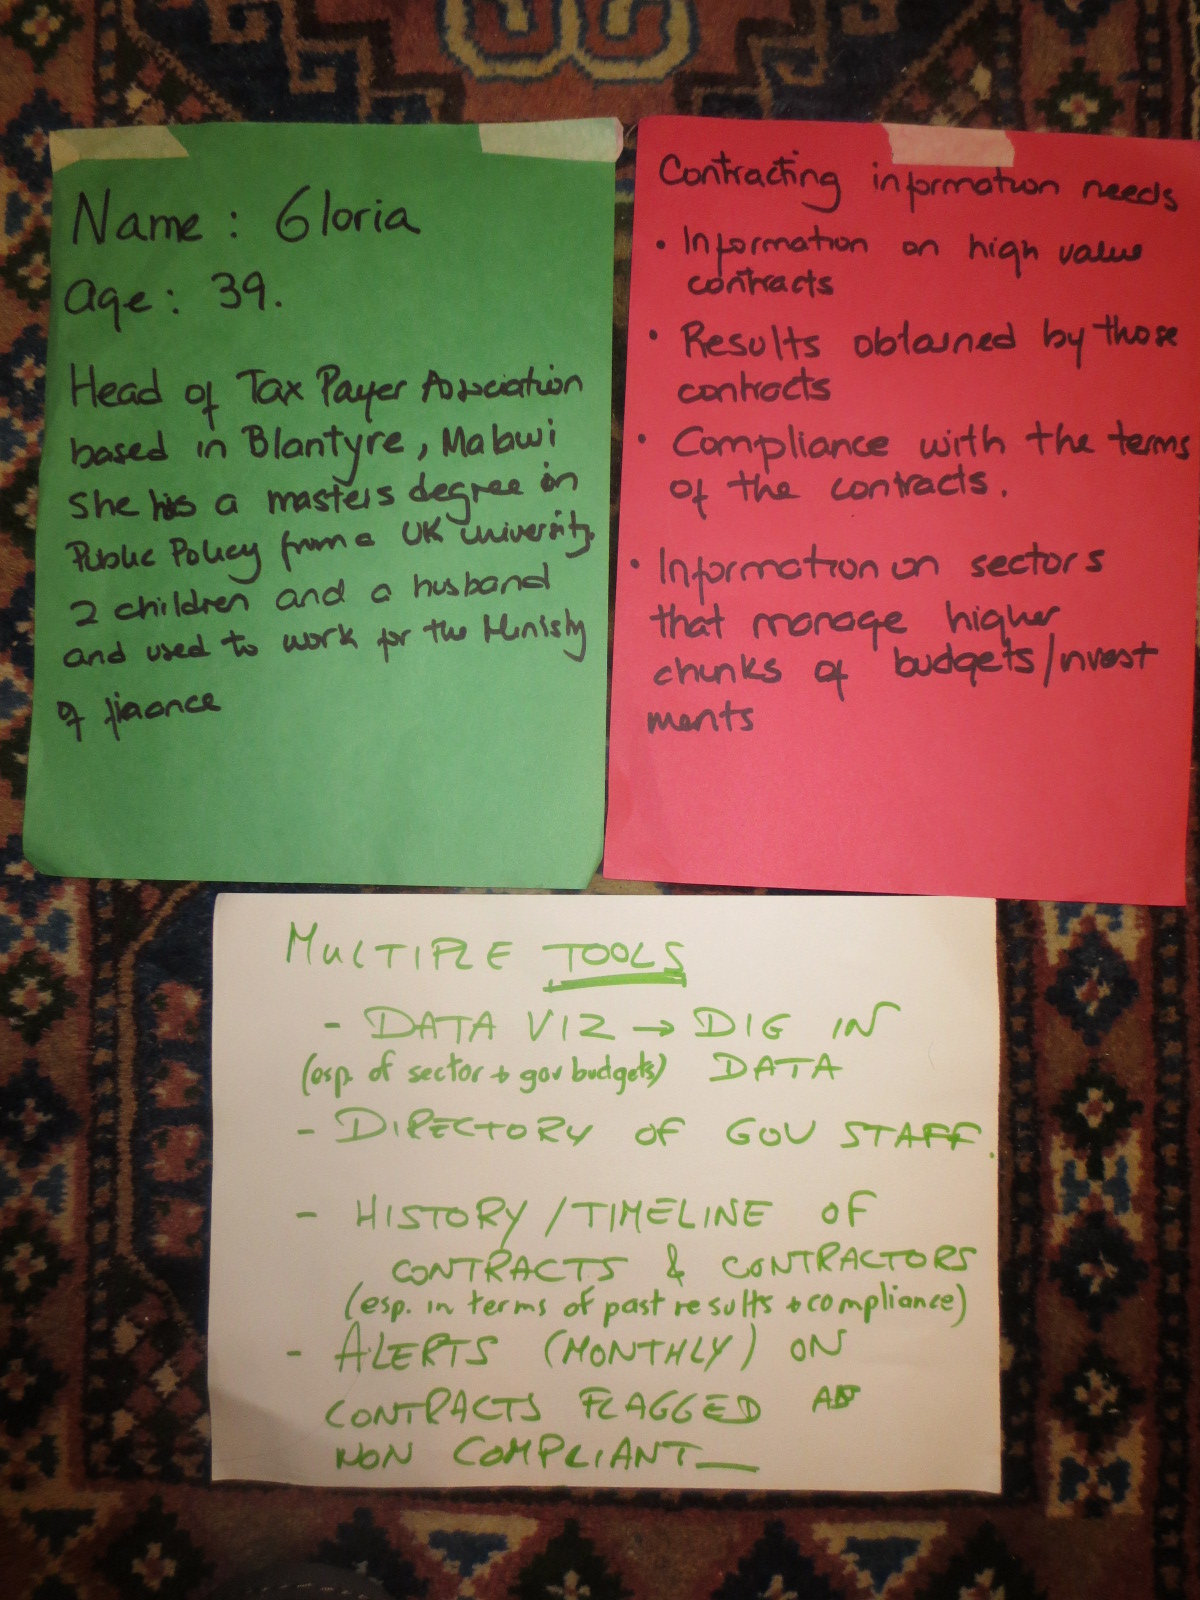 Name: Gloria
Age: 39.
Head of Tax Payer Association
based in Blantyre, Malawi
She has a masters degree in
Public Policy from a UK university.
2 children and a husband
and used to work for the Ministry
of finance
Contracting information needs
• Information on high value
contracts
• Results obtained by those
contracts
• Compliance with the terms
of the contracts.
• Information on sectors
that manage higher
chunks of budgets/invest
ments
MULTIPLE TOOLS
- DATA VIZ → DIG IN
(esp. of sector + gov budgets) DATA
- DIRECTORY OF GOV STAFF.
- HISTORY/TIMELINE OF
CONTRACTS & CONTRACTORS
(esp. in terms of past results + compliance)
- ALERTS (MONTHLY) ON
CONTRACTS FLAGGED AS
NON COMPLIANT_